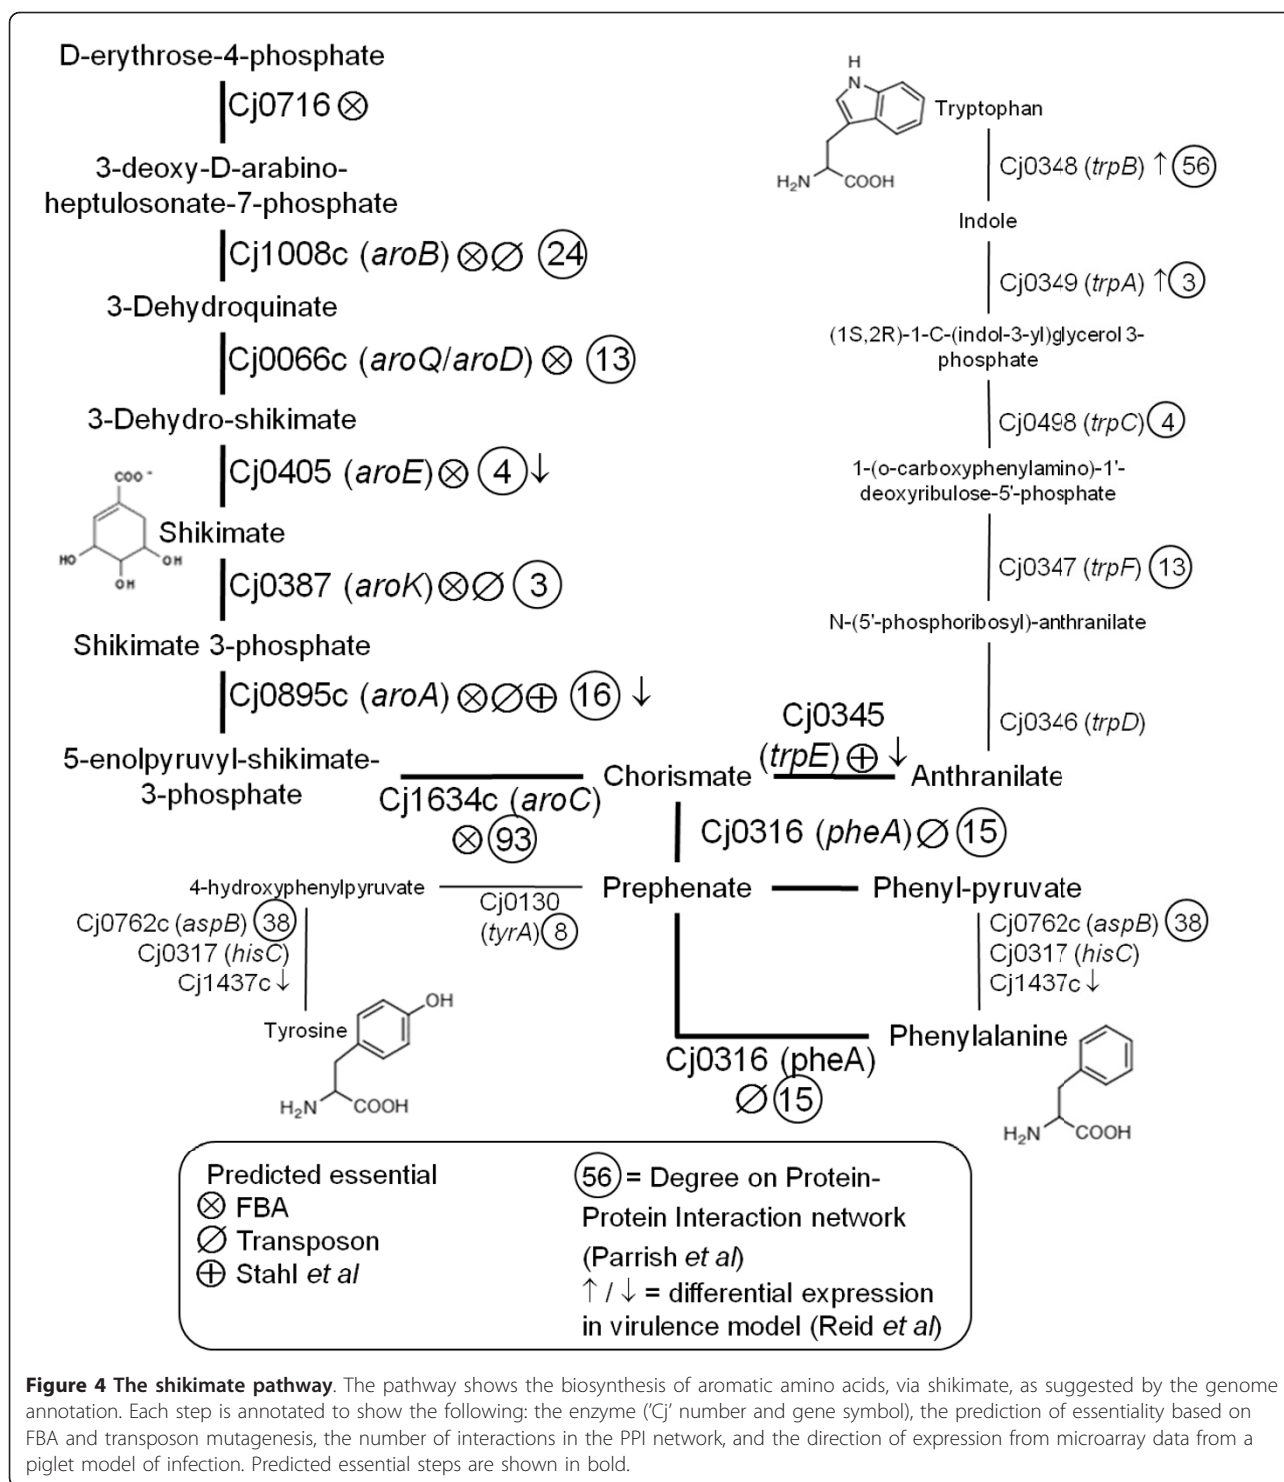 D-erythrose-4-phosphate
Cj0716 ⊗
3-deoxy-D-arabino-
heptulosonate-7-phosphate
Cj1008c (aroB) ⊗∅ 24
3-Dehydroquinate
Cj0066c (aroQ/aroD) ⊗ 13
3-Dehydro-shikimate
Cj0405 (aroE) ⊗ 4 ↓
COO⁻
HO
OH
OH
Shikimate
Cj0387 (aroK) ⊗∅ 3
Shikimate 3-phosphate
Cj0895c (aroA) ⊗∅⊕ 16 ↓
5-enolpyruvyl-shikimate-
3-phosphate
Cj1634c (aroC)
⊗ 93
Chorismate
Cj0345
(trpE) ⊕ ↓
Anthranilate
H
N
H₂N
COOH
Tryptophan
Cj0348 (trpB) ↑ 56
Indole
Cj0349 (trpA) ↑ 3
(1S,2R)-1-C-(indol-3-yl)glycerol 3-
phosphate
Cj0498 (trpC) 4
1-(o-carboxyphenylamino)-1'-
deoxyribulose-5'-phosphate
Cj0347 (trpF) 13
N-(5'-phosphoribosyl)-anthranilate
Cj0346 (trpD)
Cj0316 (pheA) ∅ 15
4-hydroxyphenylpyruvate
Cj0130
(tyrA) 8
Prephenate
Phenyl-pyruvate
Cj0762c (aspB) 38
Cj0317 (hisC)
Cj1437c ↓
Tyrosine
OH
H₂N
COOH
Cj0762c (aspB) 38
Cj0317 (hisC)
Cj1437c ↓
Phenylalanine
Cj0316 (pheA)
∅ 15
H₂N
COOH
Predicted essential
⊗ FBA
∅ Transposon
⊕ Stahl et al
56 = Degree on Protein-
Protein Interaction network
(Parrish et al)
↑ / ↓ = differential expression
in virulence model (Reid et al)
Figure 4 The shikimate pathway. The pathway shows the biosynthesis of aromatic amino acids, via shikimate, as suggested by the genome
annotation. Each step is annotated to show the following: the enzyme ('Cj' number and gene symbol), the prediction of essentiality based on
FBA and transposon mutagenesis, the number of interactions in the PPI network, and the direction of expression from microarray data from a
piglet model of infection. Predicted essential steps are shown in bold.